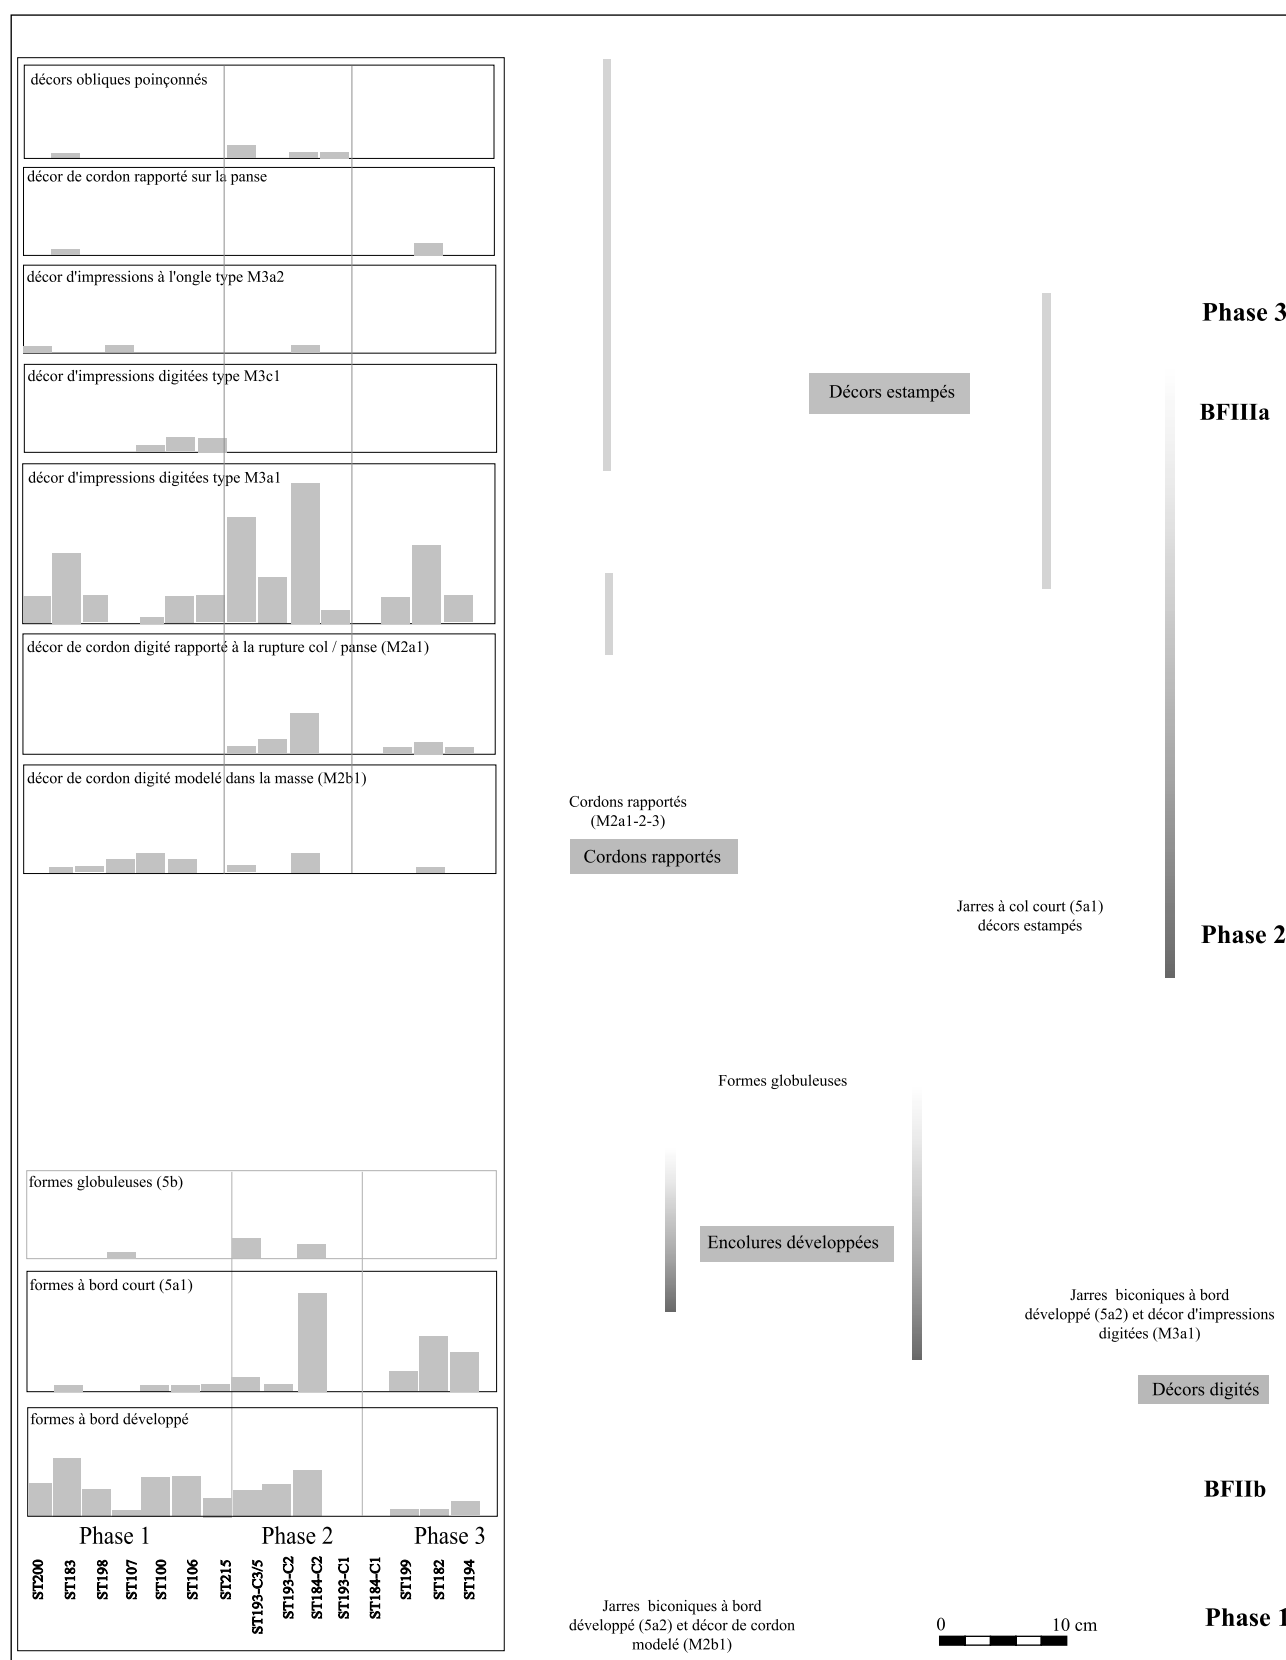 décors obliques poinçonnés
décor de cordon rapporté sur la panse
décor d'impressions à l'ongle type M3a2
décor d'impressions digitées type M3c1
décor d'impressions digitées type M3a1
décor de cordon digité rapporté à la rupture col / panse (M2a1)
décor de cordon digité modelé dans la masse (M2b1)
formes globuleuses (5b)
formes à bord court (5a1)
formes à bord développé
Phase 1
Phase 2
Phase 3
ST200
ST183
ST198
ST107
ST100
ST106
ST215
ST193-C3/5
ST193-C2
ST184-C2
ST193-C1
ST184-C1
ST199
ST182
ST194
Phase 3
Décors estampés
BFIIIa
Cordons rapportés
(M2a1-2-3)
Cordons rapportés
Jarres à col court (5a1)
décors estampés
Phase 2
Formes globuleuses
Encolures développées
Jarres biconiques à bord
développé (5a2) et décor d'impressions
digitées (M3a1)
Décors digités
BFIIb
Jarres biconiques à bord
développé (5a2) et décor de cordon
modelé (M2b1)
0 10 cm
Phase 1